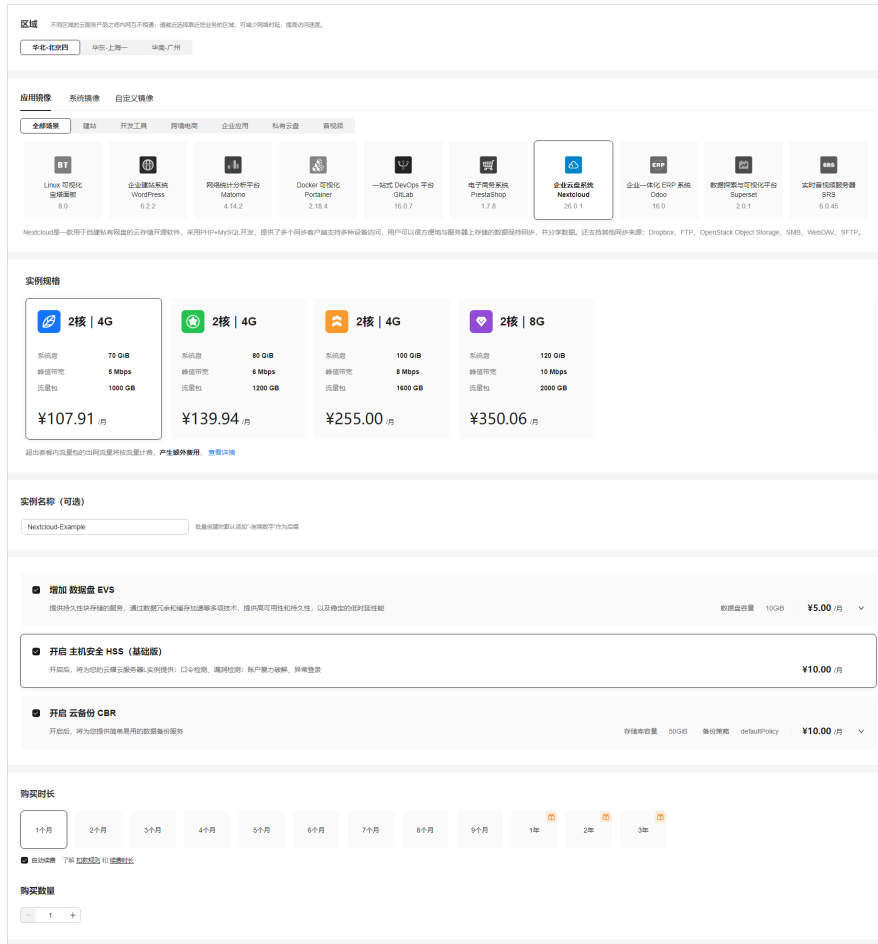 区域 不同区域的云服务产品之间内网互不相通；请就近选择靠近您业务的区域，可减少网络时延，提高访问速度。
华北-北京四 华东-上海一 华南-广州
应用镜像 系统镜像 自定义镜像
全部场景 建站 开发工具 跨境电商 企业应用 私有云盘 音视频
BT ERP SRS
Linux 可视化 企业建站系统 网络统计分析平台 Docker 可视化 一站式 DevOps 平台 电子商务系统 企业云盘系统 企业一体化 ERP 系统 数据探索与可视化平台 实时音视频服务器
宝塔面板 WordPress Matomo Portainer GitLab PrestaShop Nextcloud Odoo Superset SRS
8.0 6.2.2 4.14.2 2.18.4 16.0.7 1.7.8 26.0.1 16.0 2.0.1 6.0.45
Nextcloud是一款用于自建私有网盘的云存储开源软件，采用PHP+MySQL开发，提供了多个同步客户端支持多种设备访问，用户可以很方便地与服务器上存储的数据保持同步，并分享数据。还支持其他同步来源：Dropbox、FTP、OpenStack Object Storage、SMB、WebDAV、SFTP。
实例规格
2核 | 4G 2核 | 4G 2核 | 4G 2核 | 8G
系统盘 70 GiB 系统盘 80 GiB 系统盘 100 GiB 系统盘 120 GiB
峰值带宽 5 Mbps 峰值带宽 6 Mbps 峰值带宽 8 Mbps 峰值带宽 10 Mbps
流量包 1000 GB 流量包 1200 GB 流量包 1600 GB 流量包 2000 GB
¥107.91 /月 ¥139.94 /月 ¥255.00 /月 ¥350.06 /月
超出套餐内流量包的出网流量将按流量计费，产生额外费用。 查看详情
实例名称（可选）
Nextcloud-Example 批量创建时默认添加“-连续数字”作为后缀
增加 数据盘 EVS
提供持久性块存储的服务，通过数据冗余和缓存加速等多项技术，提供高可用性和持久性，以及稳定的低时延性能 数据盘容量 10GiB ¥5.00 /月
开启 主机安全 HSS（基础版）
开启后，将为您的云耀云服务器L实例提供：口令检测、漏洞检测；账户暴力破解、异常登录 ¥10.00 /月
开启 云备份 CBR
开启后，将为您提供简单易用的数据备份服务 存储库容量 50GiB 备份策略 defaultPolicy ¥10.00 /月
购买时长
1个月 2个月 3个月 4个月 5个月 6个月 7个月 8个月 9个月 1年 2年 3年
自动续费 了解 扣款规则 和 续费时长
购买数量
− 1 +